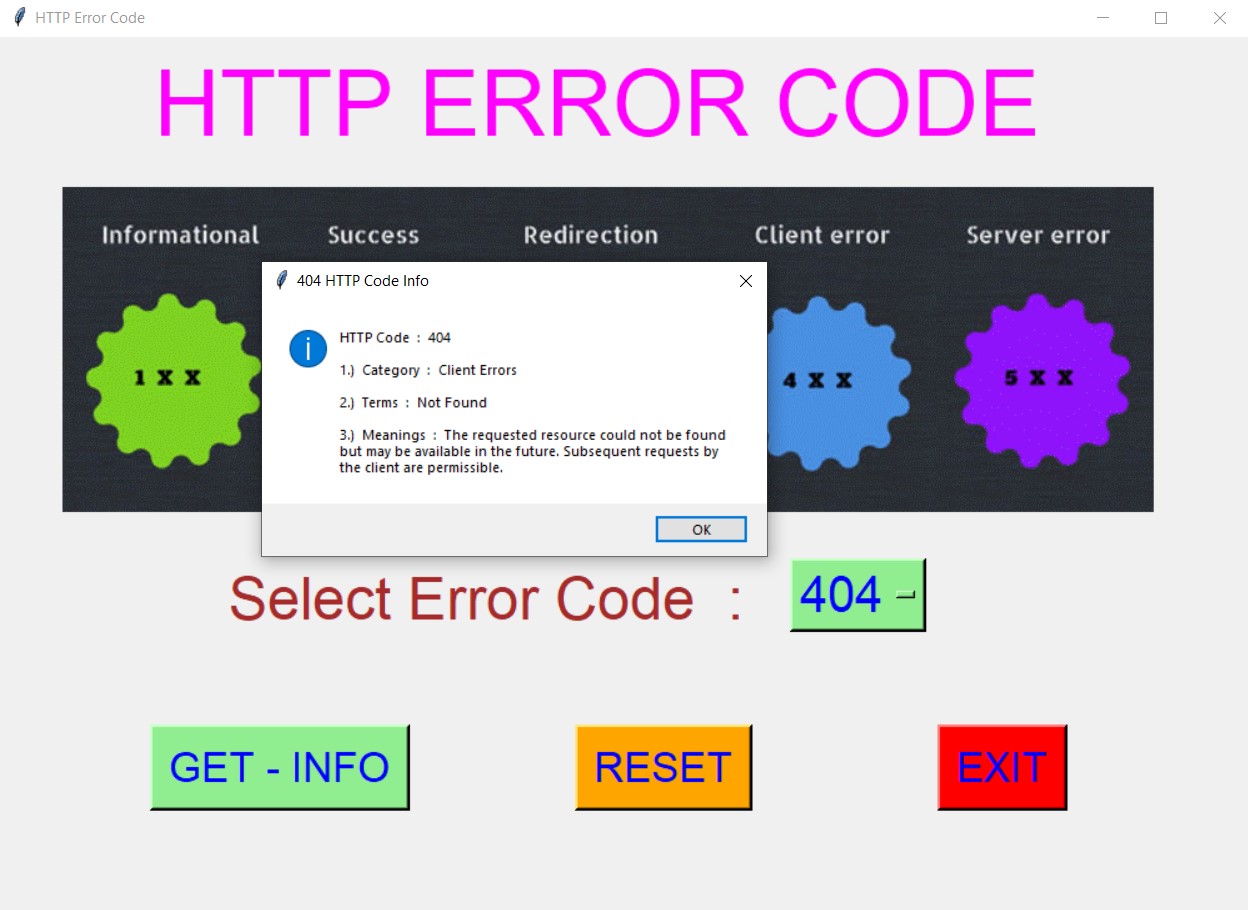 HTTP Error Code
HTTP ERROR CODE
Informational Success Redirection Client error Server error
404 HTTP Code Info
HTTP Code : 404
1.) Category : Client Errors
2.) Terms : Not Found
3.) Meanings : The requested resource could not be found
but may be available in the future. Subsequent requests by
the client are permissible.
OK
1 X X 4 X X 5 X X
Select Error Code : 404
GET - INFO RESET EXIT